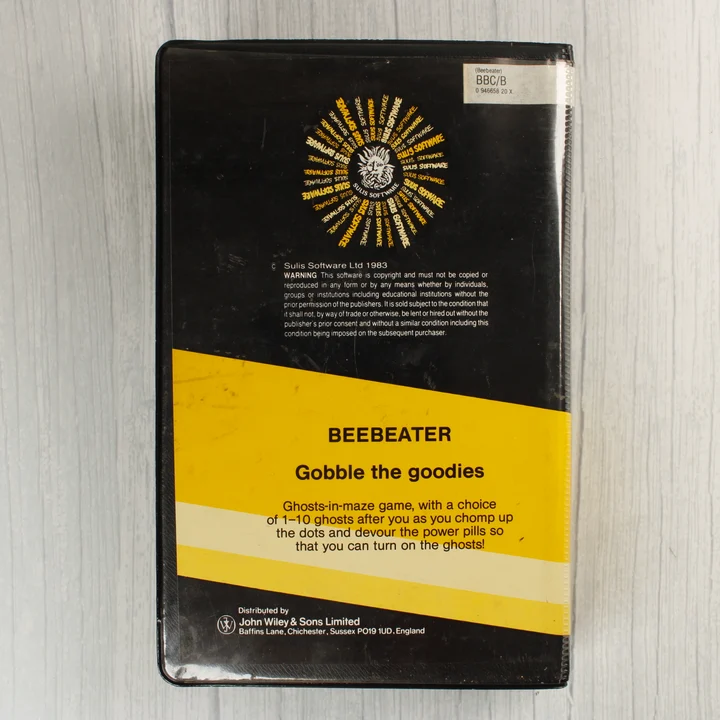 (Beebeater)
BBC/B
0 946658 20 X
SULIS SOFTWARE
© Sulis Software Ltd 1983
WARNING This software is copyright and must not be copied or
reproduced in any form or by any means whether by individuals,
groups or institutions including educational institutions without the
prior permission of the publishers. It is sold subject to the condition that
it shall not, by way of trade or otherwise, be lent or hired out without the
publisher's prior consent and without a similar condition including this
condition being imposed on the subsequent purchaser.
BEEBEATER
Gobble the goodies
Ghosts-in-maze game, with a choice
of 1–10 ghosts after you as you chomp up
the dots and devour the power pills so
that you can turn on the ghosts!
Distributed by
John Wiley & Sons Limited
Baffins Lane, Chichester, Sussex PO19 1UD. England